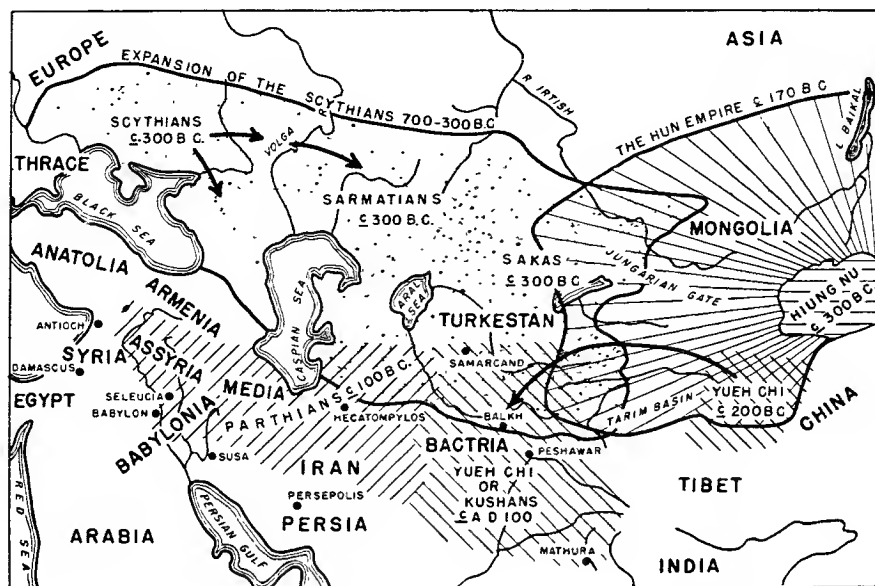 EUROPE
ASIA
EXPANSION OF THE SCYTHIANS 700-300 B.C.
R. IRTISH
THE HUN EMPIRE c 170 B C
L BAIKAL
SCYTHIANS
c.300 B.C.
VOLGA
R
THRACE
BLACK SEA
SARMATIANS
c 300 B.C.
MONGOLIA
SAKAS
c 300 B C
JUNGARIAN GATE
HIUNG NU
c 300 B.C.
ANATOLIA
ARMENIA
CASPIAN SEA
ARAL SEA
TURKESTAN
ANTIOCH
SYRIA
ASSYRIA
DAMASCUS
MEDIA
SAMARCAND
PARTHIANS c 100 B.C.
YUEH CHI
c 200 B C
CHINA
EGYPT
SELEUCIA
BABYLON
BABYLONIA
HECATOMPYLOS
BALKH
TARIM BASIN
BACTRIA
PESHAWAR
SUSA
IRAN
YUEH CHI
OR
KUSHANS
c A D 100
TIBET
PERSEPOLIS
PERSIA
RED SEA
ARABIA
PERSIAN GULF
MATHURA
INDIA